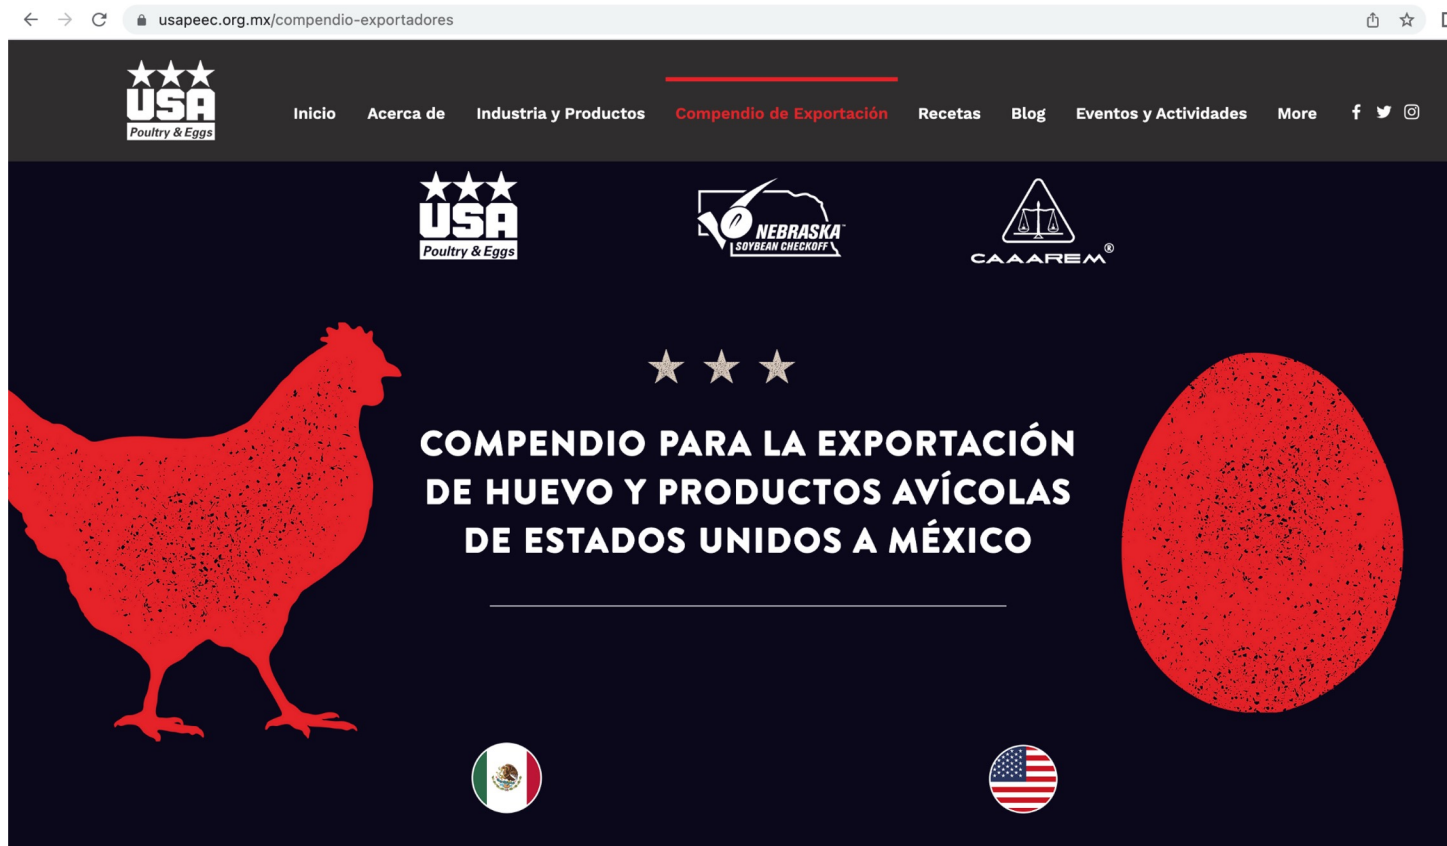 usapeec.org.mx/compendio-exportadores
USA
Poultry & Eggs
Inicio Acerca de Industria y Productos Compendio de Exportación Recetas Blog Eventos y Actividades More
USA
Poultry & Eggs
NEBRASKA™
SOYBEAN CHECKOFF
CAAAREM®
COMPENDIO PARA LA EXPORTACIÓN
DE HUEVO Y PRODUCTOS AVÍCOLAS
DE ESTADOS UNIDOS A MÉXICO